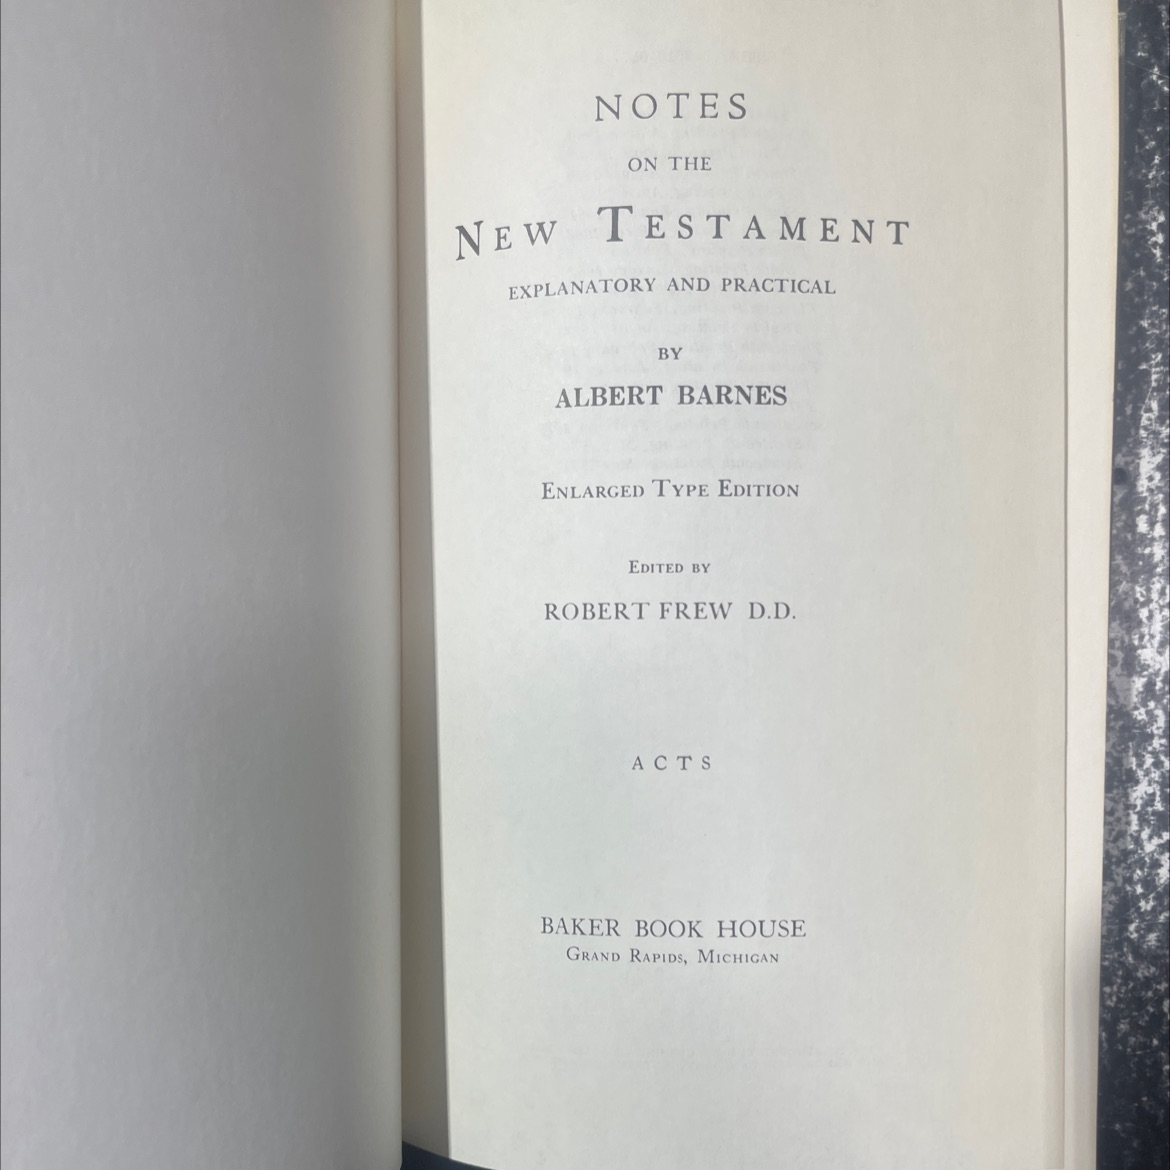 NOTES
ON THE
NEW TESTAMENT
EXPLANATORY AND PRACTICAL
BY
ALBERT BARNES
ENLARGED TYPE EDITION
EDITED BY
ROBERT FREW D.D.
ACTS
BAKER BOOK HOUSE
GRAND RAPIDS, MICHIGAN